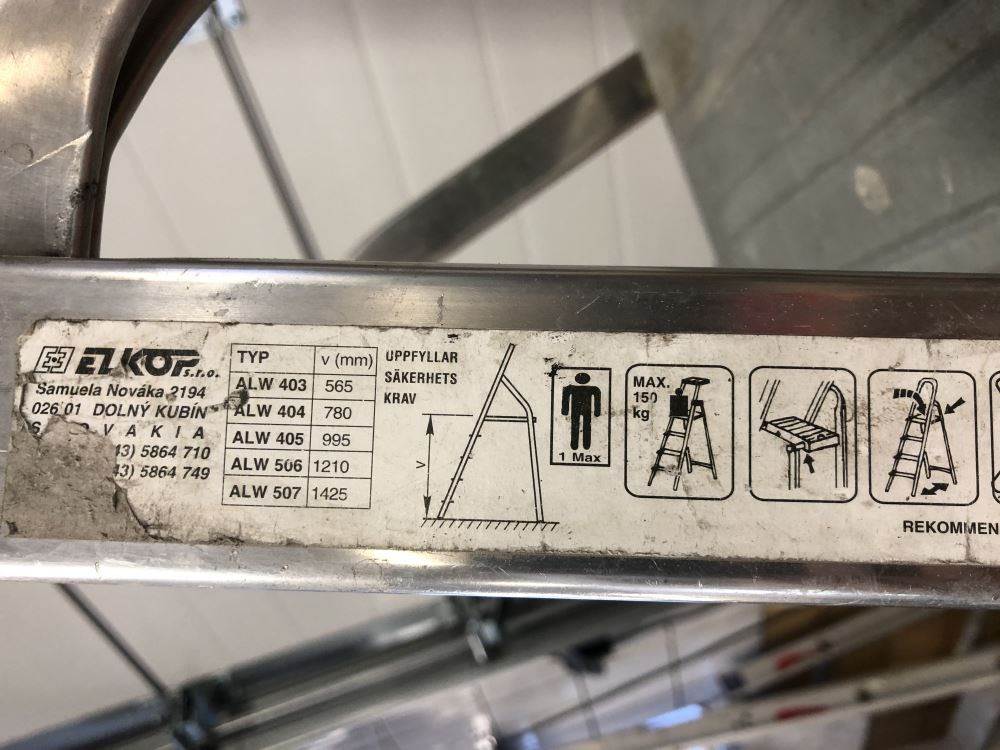 ELKOP s.r.o.
Samuela Nováka 2194
026 01 DOLNÝ KUBÍN
5864 710
5864 749
TYP v (mm)
ALW 403 565
ALW 404 780
ALW 405 995
ALW 506 1210
ALW 507 1425
UPPFYLLAR
SÄKERHETS
KRAV
v
1 Max
MAX.
150
kg
REKOMMEN